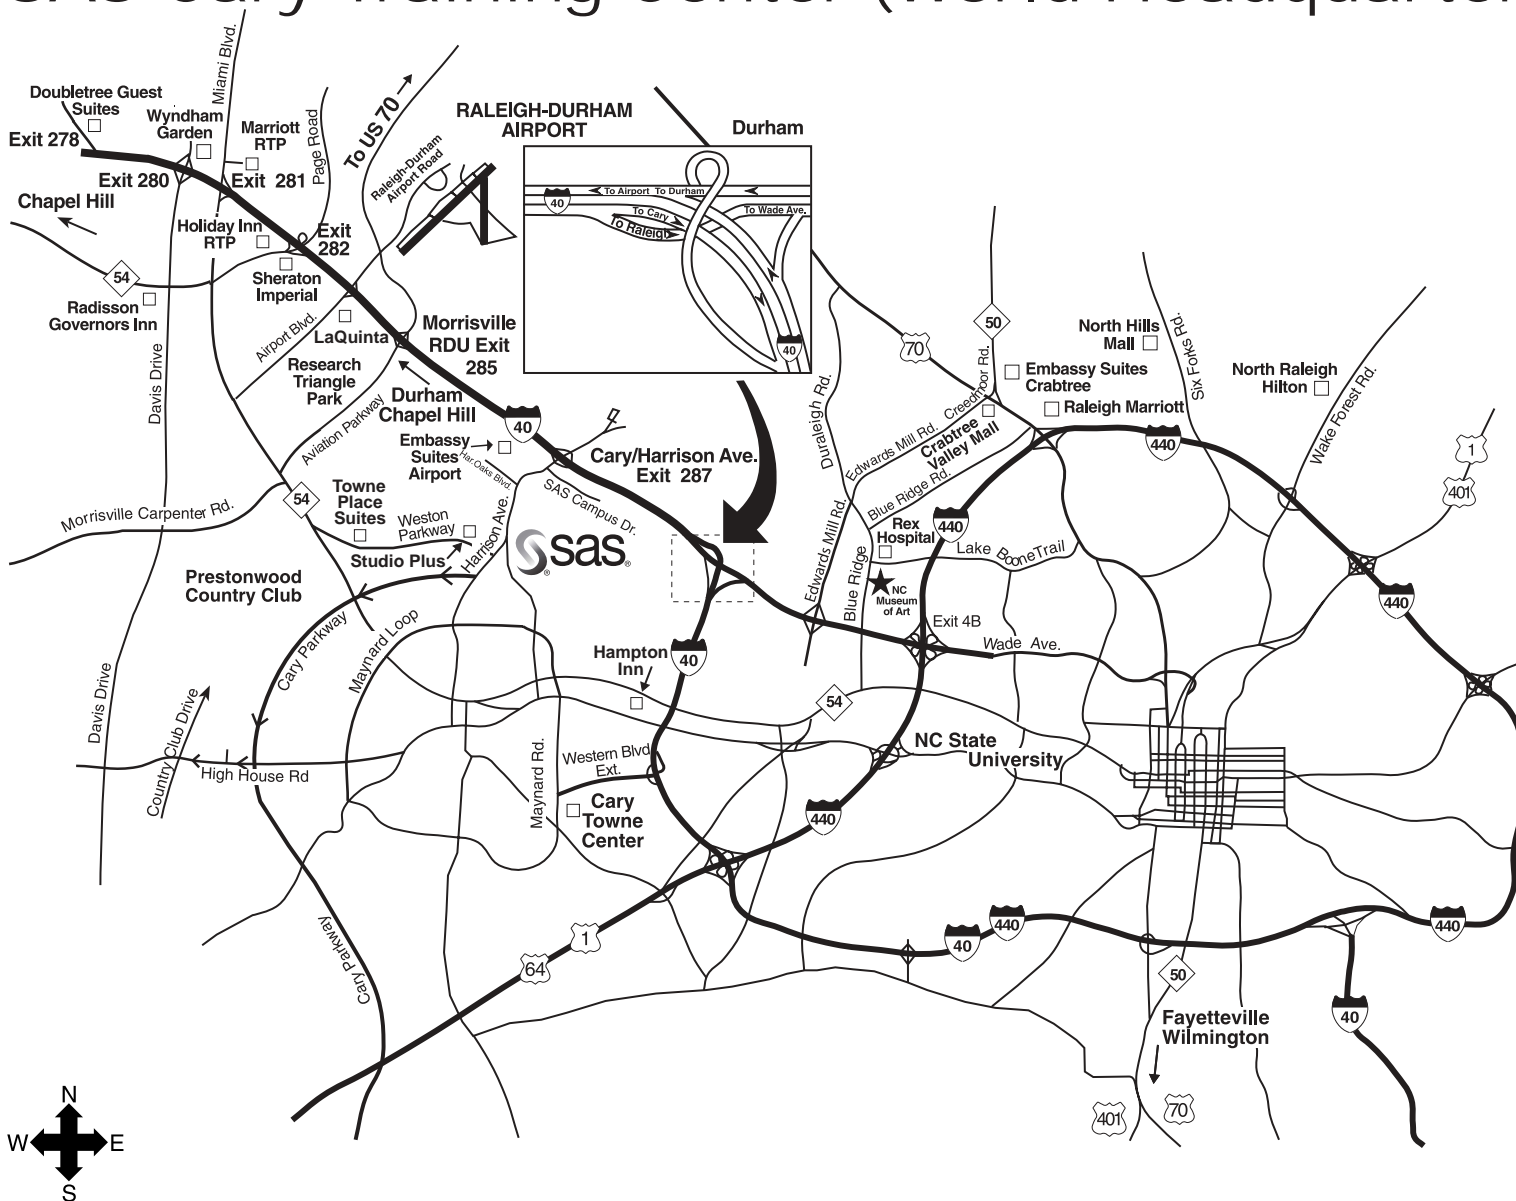 SAS Cary Training Center (World Headquarter
Miami Blvd.
Doubletree Guest
Suites
Wyndham
Garden
Marriott
RTP
Exit 278
Exit 280
Exit 281
Page Road
To US 70
Raleigh-Durham
Airport Road
RALEIGH-DURHAM
AIRPORT
Durham
To Airport To Durham
40
To Cary
To Raleigh
To Wade Ave.
40
Chapel Hill
54
Holiday Inn
RTP
Exit
282
Sheraton
Imperial
Radisson
Governors Inn
Airport Blvd.
LaQuinta
Morrisville
RDU Exit
285
Research
Triangle
Park
Durham
Chapel Hill
Davis Drive
Aviation Parkway
40
Embassy
Suites
Airport
Har.Oaks Blvd.
Cary/Harrison Ave.
Exit 287
SAS Campus Dr.
70
50
Creedmoor Rd.
Duraleigh Rd.
Edwards Mill Rd.
Crabtree
Valley Mall
Blue Ridge Rd.
Embassy Suites
Crabtree
Raleigh Marriott
North Hills
Mall
Six Forks Rd.
North Raleigh
Hilton
Wake Forest Rd.
440
1
401
Morrisville Carpenter Rd.
54
Towne
Place
Suites
Weston
Parkway
Studio Plus
Harrison Ave.
sas
Edwards Mill Rd.
Blue Ridge
Rex
Hospital
440
Lake Boone Trail
NC
Museum
of Art
Exit 4B
Wade Ave.
440
Prestonwood
Country Club
Cary Parkway
Maynard Loop
Hampton
Inn
40
54
Davis Drive
Country Club Drive
High House Rd
Western Blvd
Ext.
Maynard Rd.
Cary
Towne
Center
NC State
University
440
Cary Parkway
1
64
40
440
440
50
40
Fayetteville
Wilmington
401
70
N
W
E
S